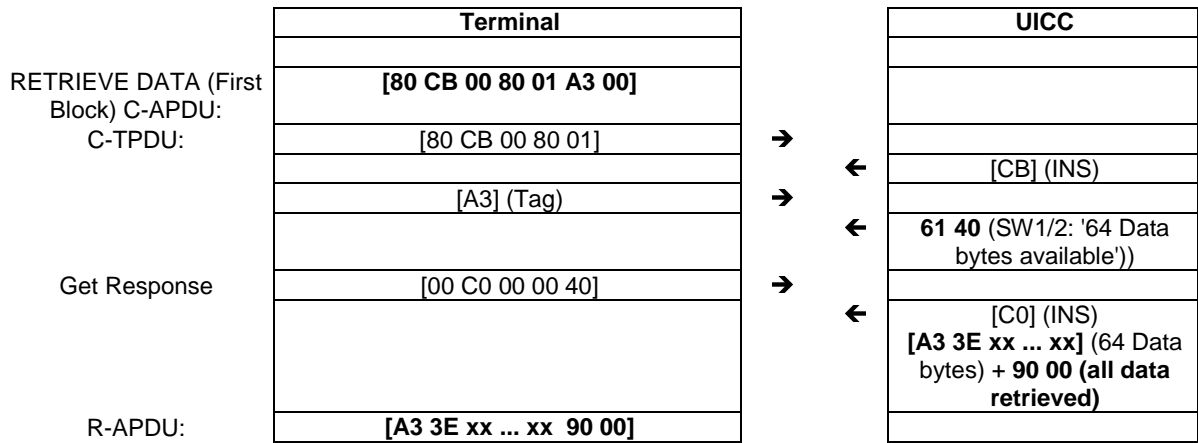 Terminal UICC
RETRIEVE DATA (First [80 CB 00 80 01 A3 00]
Block) C-APDU:
C-TPDU: [80 CB 00 80 01] ➔
🡰 [CB] (INS)
[A3] (Tag) ➔
🡰 61 40 (SW1/2: '64 Data
bytes available'))
Get Response [00 C0 00 00 40] ➔
🡰 [C0] (INS)
[A3 3E xx ... xx] (64 Data
bytes) + 90 00 (all data
retrieved)
R-APDU: [A3 3E xx ... xx 90 00]